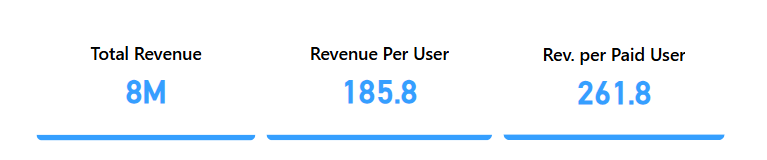 Total Revenue
8M
Revenue Per User
185.8
Rev. per Paid User
261.8